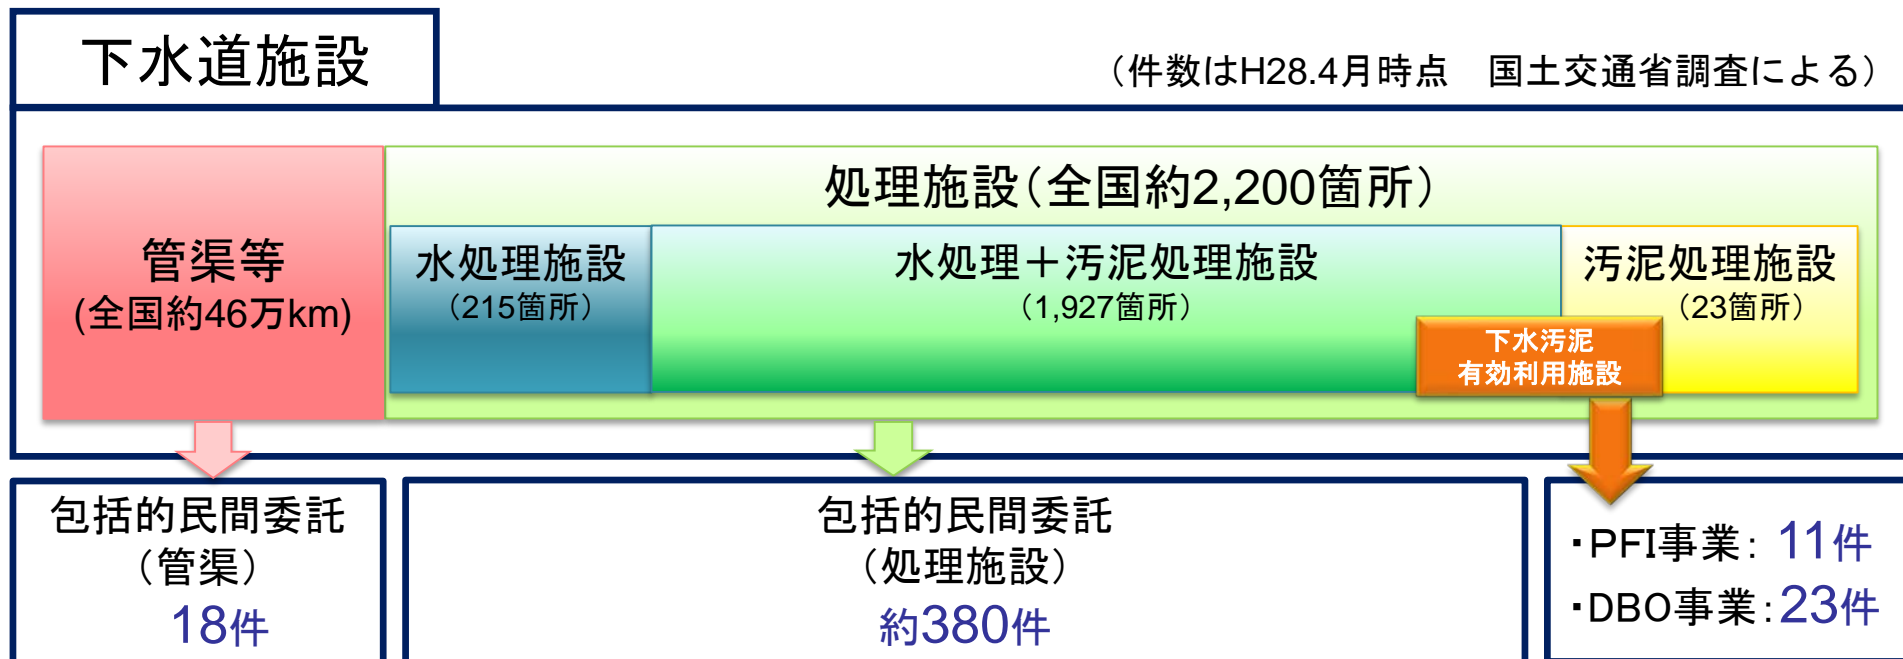 下水道施設
（件数はH28.4月時点　国土交通省調査による）
管渠等
(全国約46万km)
処理施設（全国約2,200箇所）
水処理施設
（215箇所）
水処理＋汚泥処理施設
（1,927箇所）
汚泥処理施設
（23箇所）
下水汚泥
有効利用施設
包括的民間委託
（管渠）
18件
包括的民間委託
（処理施設）
約380件
・PFI事業： 11件
・DBO事業：23件